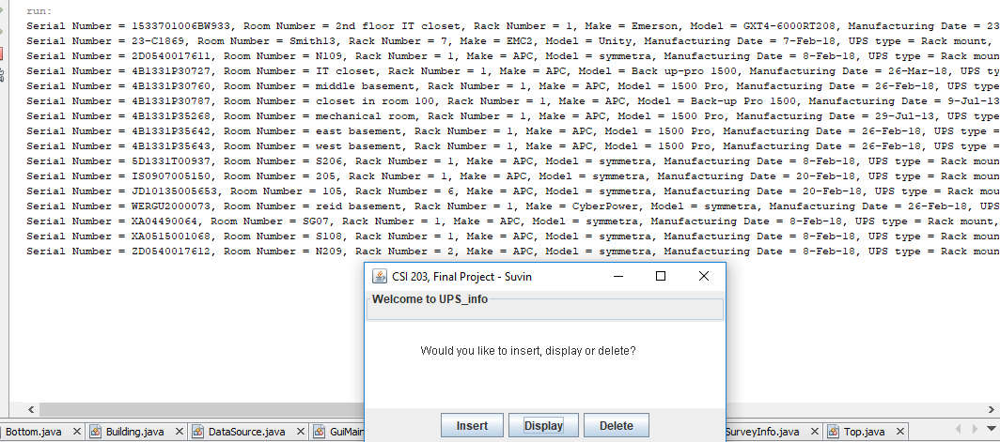 run:
Serial Number = 1533701006BW933, Room Number = 2nd floor IT closet, Rack Number = 1, Make = Emerson, Model = GXT4-6000RT208, Manufacturing Date = 23
Serial Number = 23-C1869, Room Number = Smith13, Rack Number = 7, Make = EMC2, Model = Unity, Manufacturing Date = 7-Feb-18, UPS type = Rack mount,
Serial Number = 2D0540017611, Room Number = N109, Rack Number = 1, Make = APC, Model = symmetra, Manufacturing Date = 8-Feb-18, UPS type = Rack moun
Serial Number = 4B1331P30727, Room Number = IT closet, Rack Number = 1, Make = APC, Model = Back up-pro 1500, Manufacturing Date = 26-Mar-18, UPS ty
Serial Number = 4B1331P30760, Room Number = middle basement, Rack Number = 1, Make = APC, Model = 1500 Pro, Manufacturing Date = 26-Feb-18, UPS type
Serial Number = 4B1331P30787, Room Number = closet in room 100, Rack Number = 1, Make = APC, Model = Back-up Pro 1500, Manufacturing Date = 9-Jul-13
Serial Number = 4B1331P35268, Room Number = mechanical room, Rack Number = 1, Make = APC, Model = 1500 Pro, Manufacturing Date = 29-Jul-13, UPS type
Serial Number = 4B1331P35642, Room Number = east basement, Rack Number = 1, Make = APC, Model = 1500 Pro, Manufacturing Date = 26-Feb-18, UPS type =
Serial Number = 4B1331P35643, Room Number = west basement, Rack Number = 1, Make = APC, Model = 1500 Pro, Manufacturing Date = 26-Feb-18, UPS type =
Serial Number = 5D1331T00937, Room Number = S206, Rack Number = 1, Make = APC, Model = symmetra, Manufacturing Date = 8-Feb-18, UPS type = Rack moun
Serial Number = IS0907005150, Room Number = 205, Rack Number = 1, Make = APC, Model = symmetra, Manufacturing Date = 20-Feb-18, UPS type = Rack moun
Serial Number = JD10135005653, Room Number = 105, Rack Number = 6, Make = APC, Model = symmetra, Manufacturing Date = 20-Feb-18, UPS type = Rack mou
Serial Number = WERGU2000073, Room Number = reid basement, Rack Number = 1, Make = CyberPower, Model = symmetra, Manufacturing Date = 26-Feb-18, UPS
Serial Number = XA04490064, Room Number = SG07, Rack Number = 1, Make = APC, Model = symmetra, Manufacturing Date = 8-Feb-18, UPS type = Rack mount,
Serial Number = XA0515001068, Room Number = S108, Rack Number = 1, Make = APC, Model = symmetra, Manufacturing Date = 8-Feb-18, UPS type = Rack moun
Serial Number = ZD0540017612, Room Number = N209, Rack Number = 2, Make = APC, Model = symmetra, Manufacturing Date = 8-Feb-18, UPS type = Rack moun
CSI 203, Final Project - Suvin
Welcome to UPS_info
Would you like to insert, display or delete?
Insert Display Delete
Bottom.java Building.java DataSource.java GuiMain SurveyInfo.java Top.java